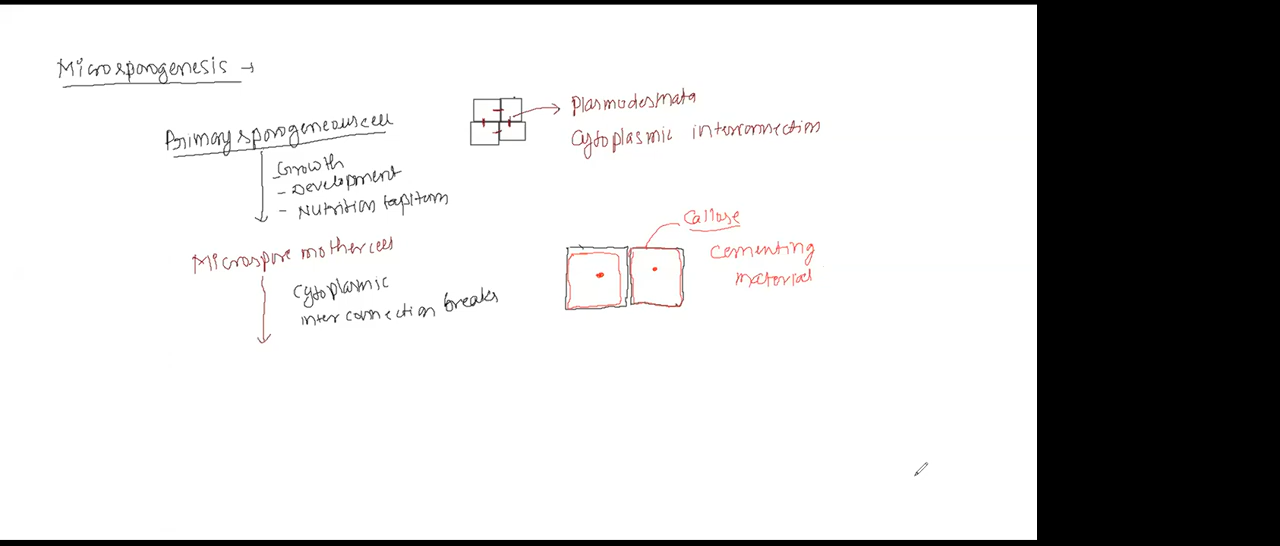 Microsporogenesis →
Primary sporogeneous cell
Growth
- Development
- Nutrition tapitum
Microspore mother cell
Cytoplasmic
inter connection breaks
Plasmodesmata
Cytoplasmic interconnection
Callose
Cementing
material